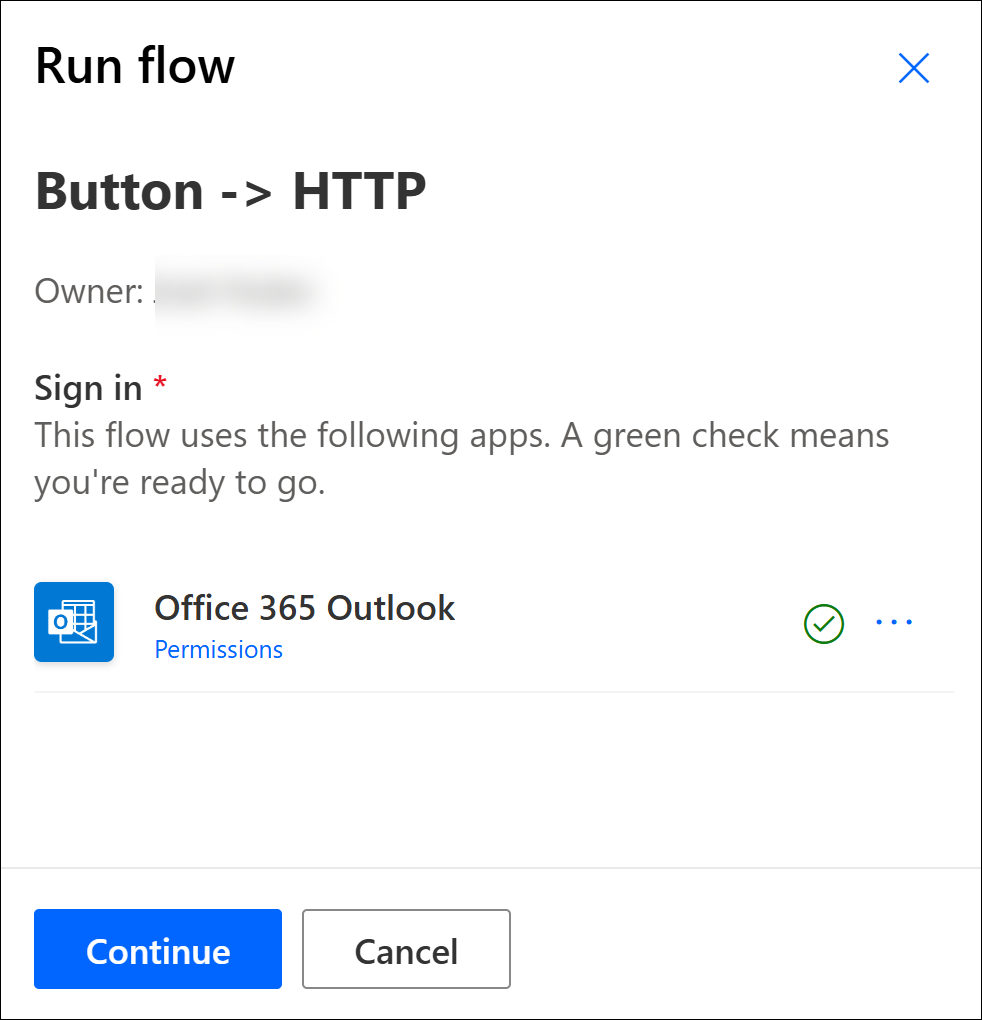 Run flow
Button -> HTTP
Owner:
Sign in *
This flow uses the following apps. A green check means
you're ready to go.
Office 365 Outlook
Permissions
Continue
Cancel